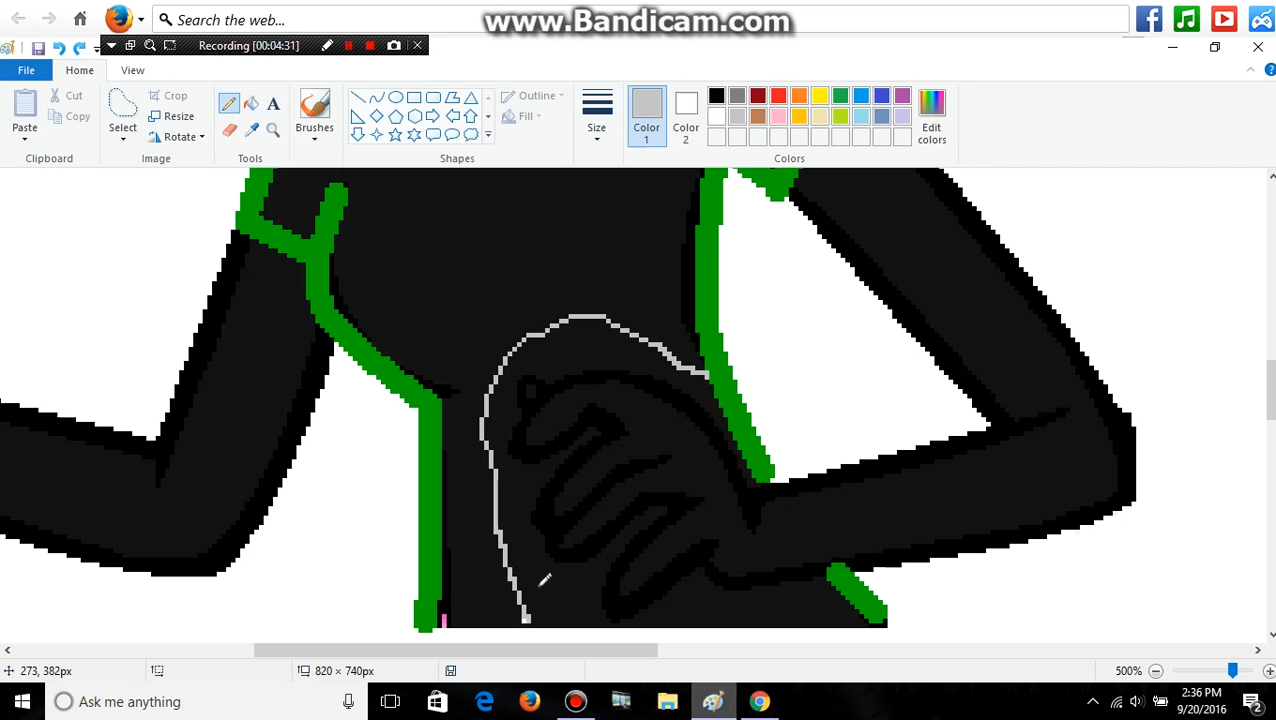 Search the web...
www.Bandicam.com
Recording [00:04:31]
File
Home
View
Paste
Cut
Copy
Clipboard
Select
Crop
Resize
Rotate
Image
A
Tools
Brushes
Outline
Fill
Shapes
Size
Color
1
Color
2
Edit
colors
Colors
273, 382px
820 × 740px
500%
Ask me anything
2:36 PM
9/20/2016
2